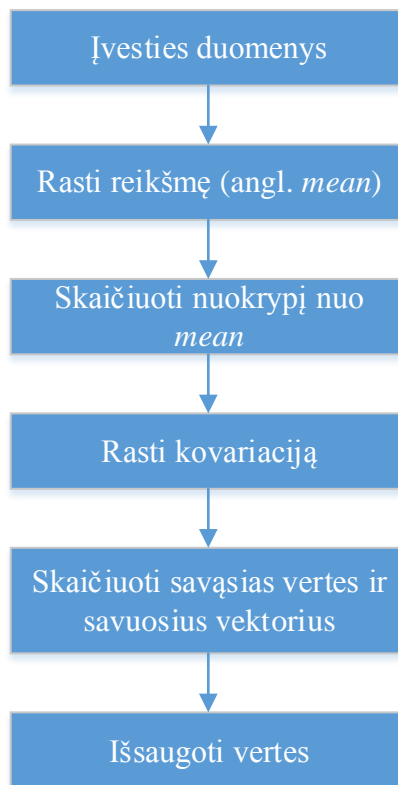 Įvesties duomenys
Rasti reikšmę (angl. mean)
Skaičiuoti nuokrypį nuo
mean
Rasti kovariaciją
Skaičiuoti savąsias vertes ir
savuosius vektorius
Išsaugoti vertes